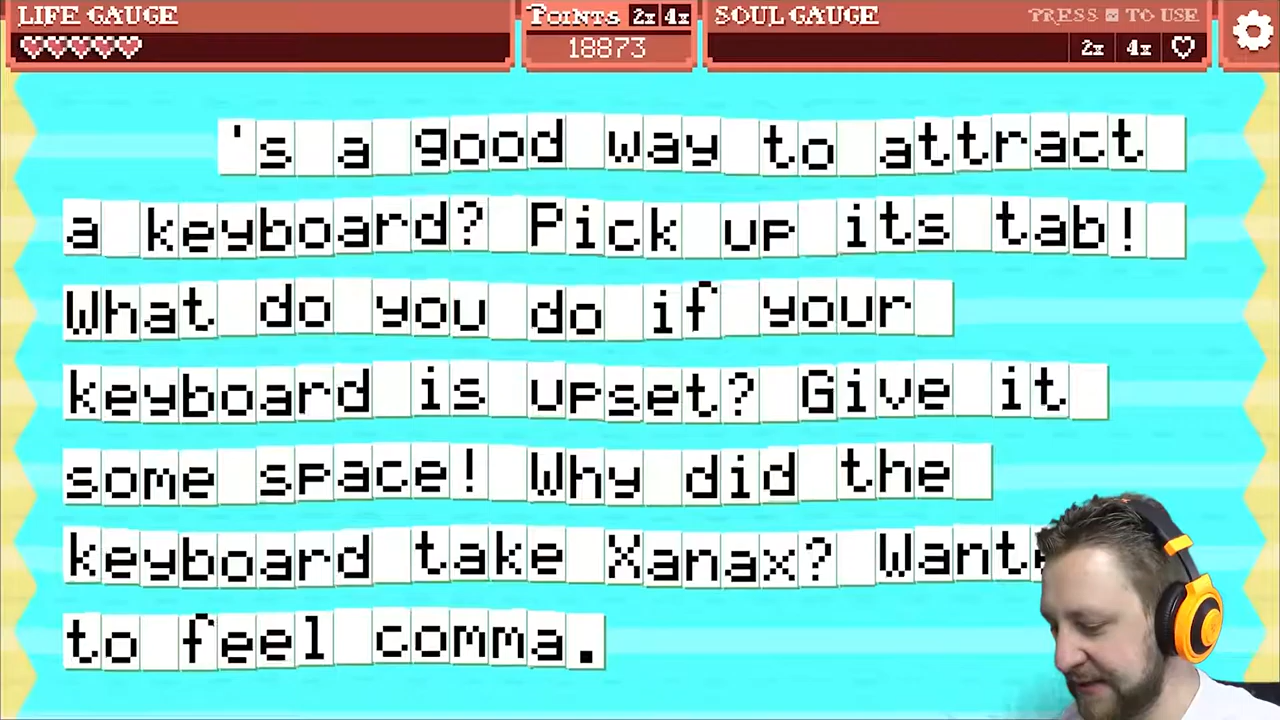 LIFE GAUGE
POINTS 2x 4x
18873
SOUL GAUGE
PRESS TO USE
2x 4x
's a good way to attract
a keyboard? Pick up its tab!
What do you do if your
keyboard is upset? Give it
some space! Why did the
keyboard take Xanax?
to feel comma.